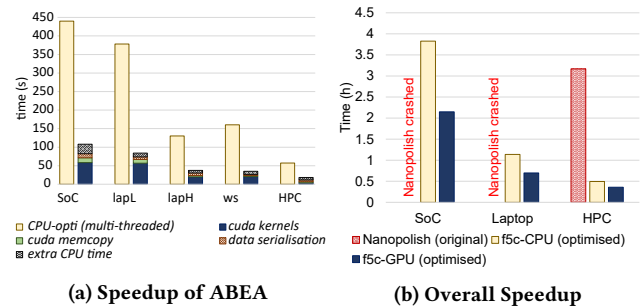 450
400
350
300
250
200
150
100
50
0
time (s)
SoC lapL lapH ws HPC
CPU-opti (multi-threaded) cuda kernels
cuda memcopy data serialisation
extra CPU time
(a) Speedup of ABEA
4.5
4
3.5
3
2.5
2
1.5
1
0.5
0
Time (h)
Nanopolish crashed
Nanopolish crashed
SoC Laptop HPC
Nanopolish (original) f5c-CPU (optimised)
f5c-GPU (optimised)
(b) Overall Speedup